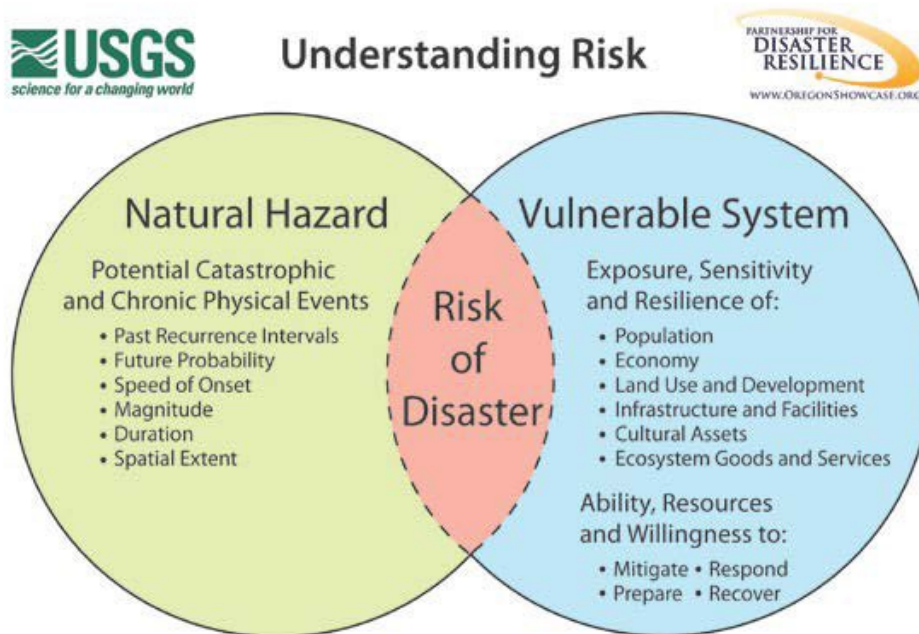 USGS
science for a changing world
Understanding Risk
PARTNERSHIP FOR
DISASTER
RESILIENCE
WWW.OREGONSHOWCASE.ORG
Natural Hazard
Potential Catastrophic
and Chronic Physical Events
• Past Recurrence Intervals
• Future Probability
• Speed of Onset
• Magnitude
• Duration
• Spatial Extent
Risk
of
Disaster
Vulnerable System
Exposure, Sensitivity
and Resilience of:
• Population
• Economy
• Land Use and Development
• Infrastructure and Facilities
• Cultural Assets
• Ecosystem Goods and Services
Ability, Resources
and Willingness to:
• Mitigate • Respond
• Prepare • Recover